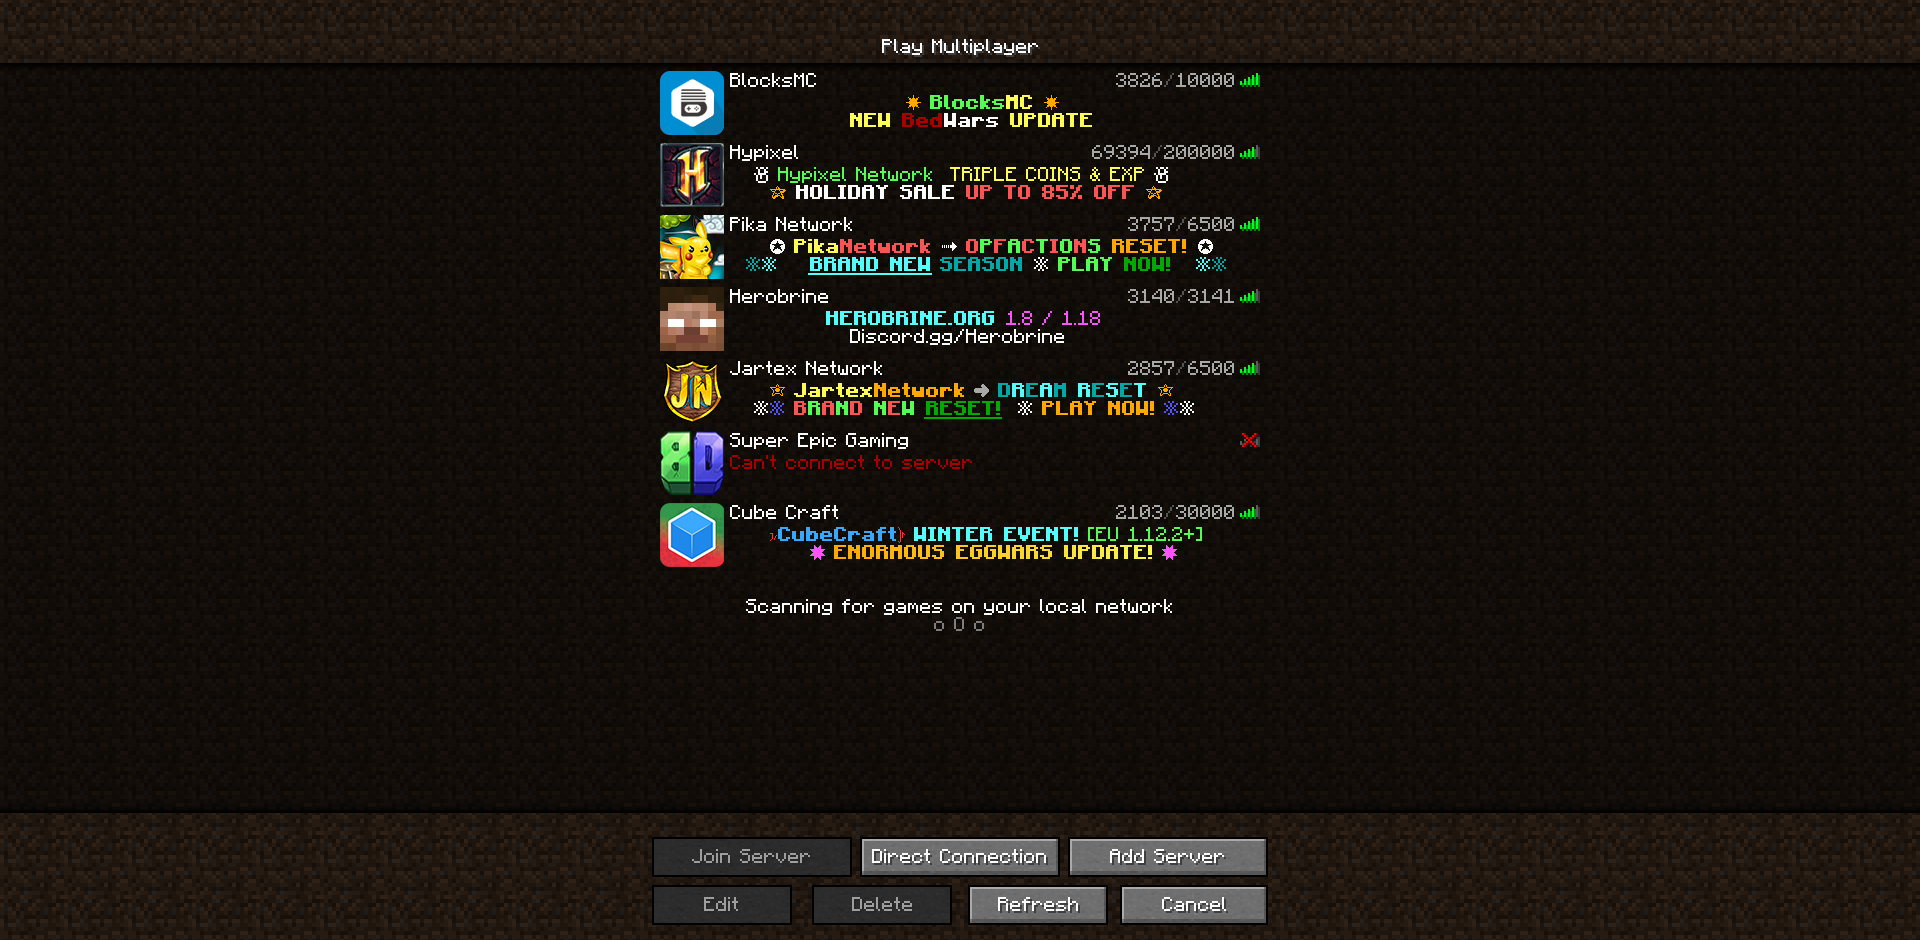 Play Multiplayer
BlocksMC 3826/10000
BlocksMC
NEW BedWars UPDATE
Hypixel 69394/200000
Hypixel Network TRIPLE COINS & EXP
HOLIDAY SALE UP TO 85% OFF
Pika Network 3757/6500
PikaNetwork ➟ OPFACTIONS RESET!
BRAND NEW SEASON PLAY NOW!
Herobrine 3140/3141
HEROBRINE.ORG 1.8 / 1.18
Discord.gg/Herobrine
Jartex Network 2857/6500
JN
JartexNetwork ➔ DREAM RESET
BRAND NEW RESET! PLAY NOW!
Super Epic Gaming
8D
Can't connect to server
Cube Craft 2103/30000
CubeCraft WINTER EVENT! [EU 1.12.2+]
ENORMOUS EGGWARS UPDATE!
Scanning for games on your local network
o O o
Join Server Direct Connection Add Server
Edit Delete Refresh Cancel